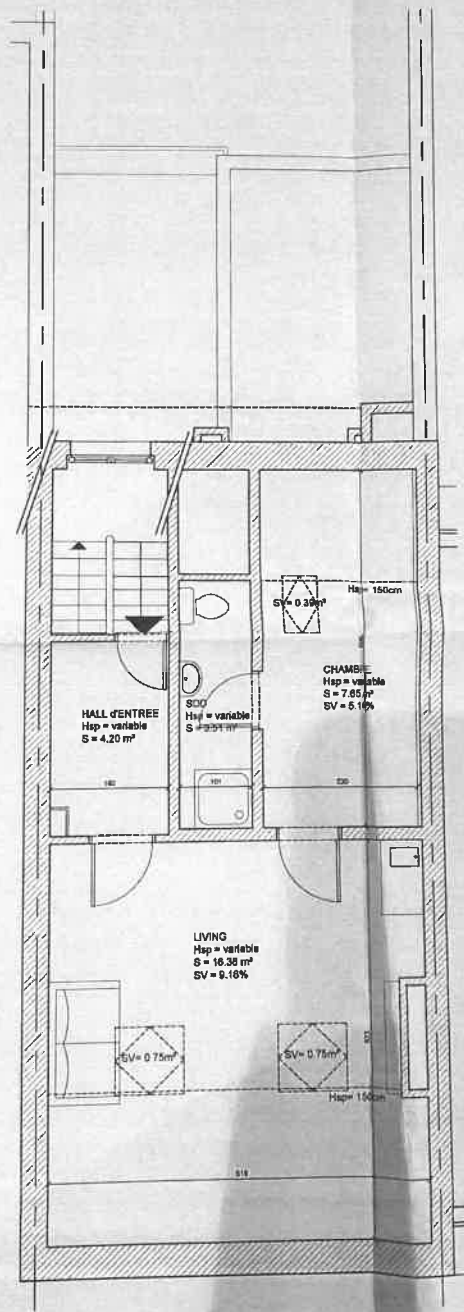 SV= 0.39m²
Hsp= 150cm
CHAMBRE
Hsp = variable
S = 7.65 m²
SV = 5.10%
HALL d'ENTREE
Hsp = variable
S = 4.20 m²
SDD
Hsp = variable
101
LIVING
Hsp = variable
S = 16.38 m²
SV = 9.16%
SV= 0.75m²
SV= 0.75m²
Hsp= 150cm